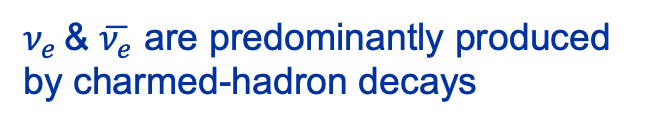 νₑ & ν̅ₑ are predominantly produced
by charmed-hadron decays